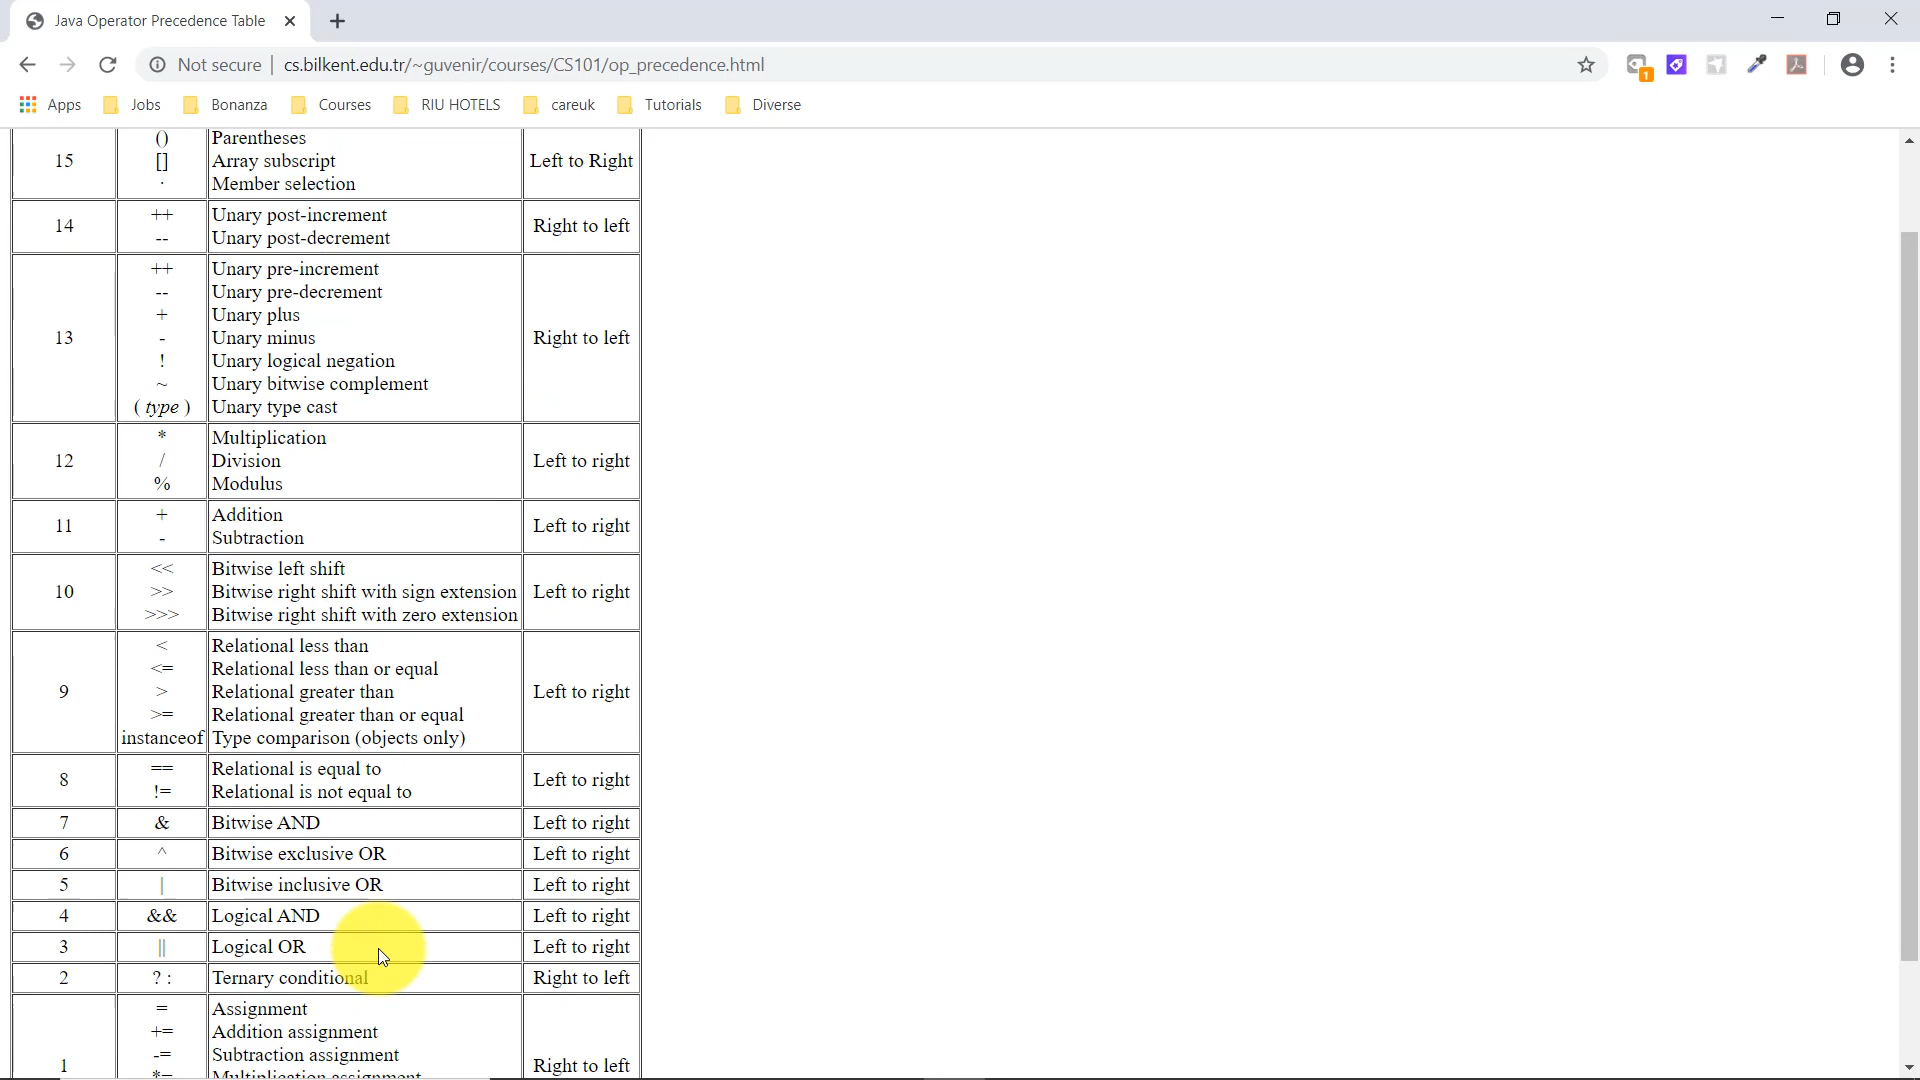 Java Operator Precedence Table
Not secure | cs.bilkent.edu.tr/~guvenir/courses/CS101/op_precedence.html
1
Apps Jobs Bonanza Courses RIU HOTELS careuk Tutorials Diverse
() Parentheses
15 [] Array subscript Left to Right
· Member selection
++ Unary post-increment
14 Right to left
-- Unary post-decrement
++ Unary pre-increment
-- Unary pre-decrement
+ Unary plus
13 - Unary minus Right to left
! Unary logical negation
~ Unary bitwise complement
( type ) Unary type cast
* Multiplication
12 / Division Left to right
% Modulus
+ Addition
11 Left to right
- Subtraction
<< Bitwise left shift
10 >> Bitwise right shift with sign extension Left to right
>>> Bitwise right shift with zero extension
< Relational less than
<= Relational less than or equal
9 > Relational greater than Left to right
>= Relational greater than or equal
instanceof Type comparison (objects only)
== Relational is equal to
8 Left to right
!= Relational is not equal to
7 & Bitwise AND Left to right
6 ^ Bitwise exclusive OR Left to right
5 | Bitwise inclusive OR Left to right
4 && Logical AND Left to right
3 || Logical OR Left to right
2 ? : Ternary conditional Right to left
= Assignment
+= Addition assignment
-= Subtraction assignment
1 Right to left
*= Multiplication assignment